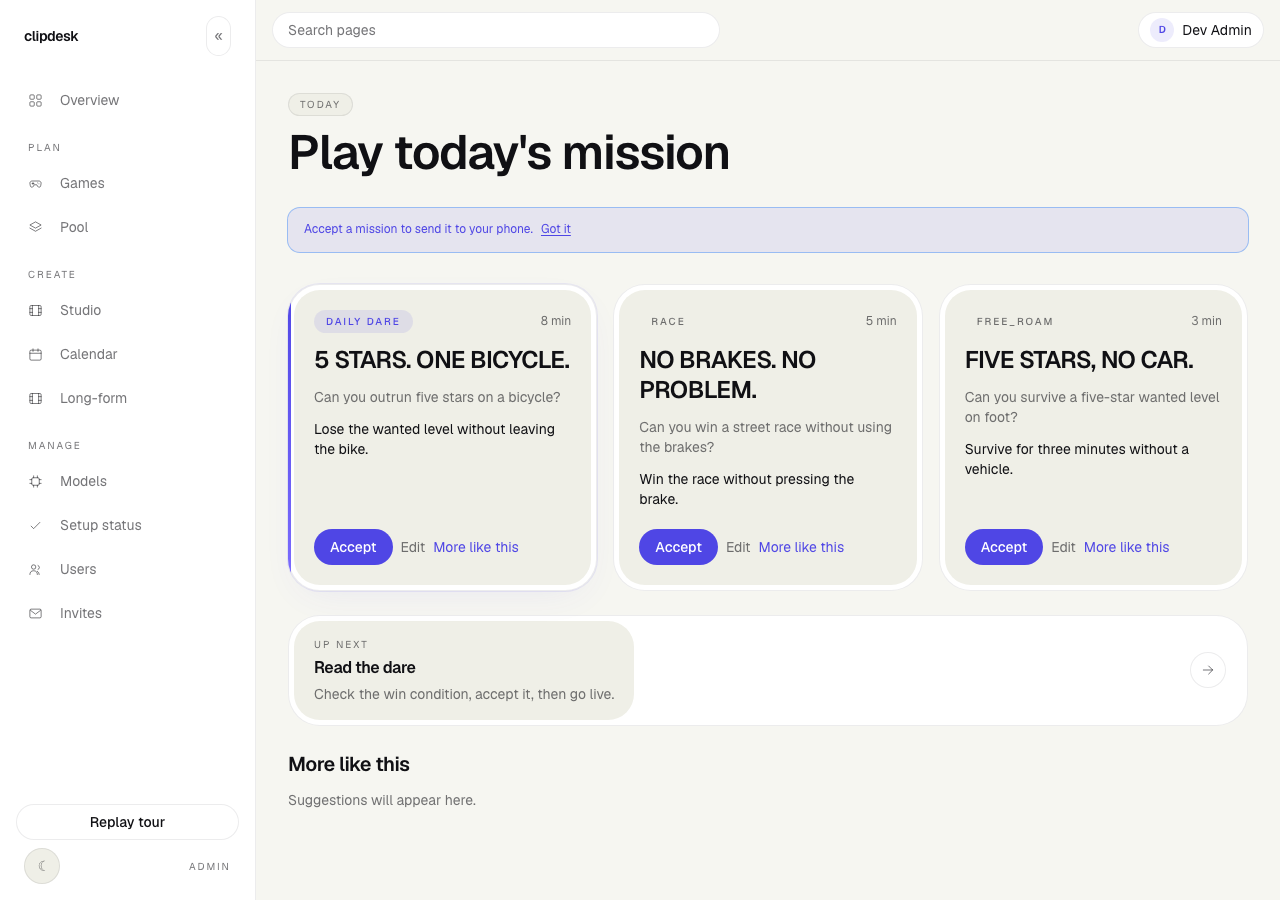 clipdesk
«
Overview
PLAN
Games
Pool
CREATE
Studio
Calendar
Long-form
MANAGE
Models
Setup status
Users
Invites
Replay tour
ADMIN
Search pages
D
Dev Admin
TODAY
Play today's mission
Accept a mission to send it to your phone. Got it
DAILY DARE
8 min
5 STARS. ONE BICYCLE.
Can you outrun five stars on a bicycle?
Lose the wanted level without leaving
the bike.
Accept
Edit
More like this
RACE
5 min
NO BRAKES. NO
PROBLEM.
Can you win a street race without using
the brakes?
Win the race without pressing the
brake.
Accept
Edit
More like this
FREE_ROAM
3 min
FIVE STARS, NO CAR.
Can you survive a five-star wanted level
on foot?
Survive for three minutes without a
vehicle.
Accept
Edit
More like this
UP NEXT
Read the dare
Check the win condition, accept it, then go live.
More like this
Suggestions will appear here.